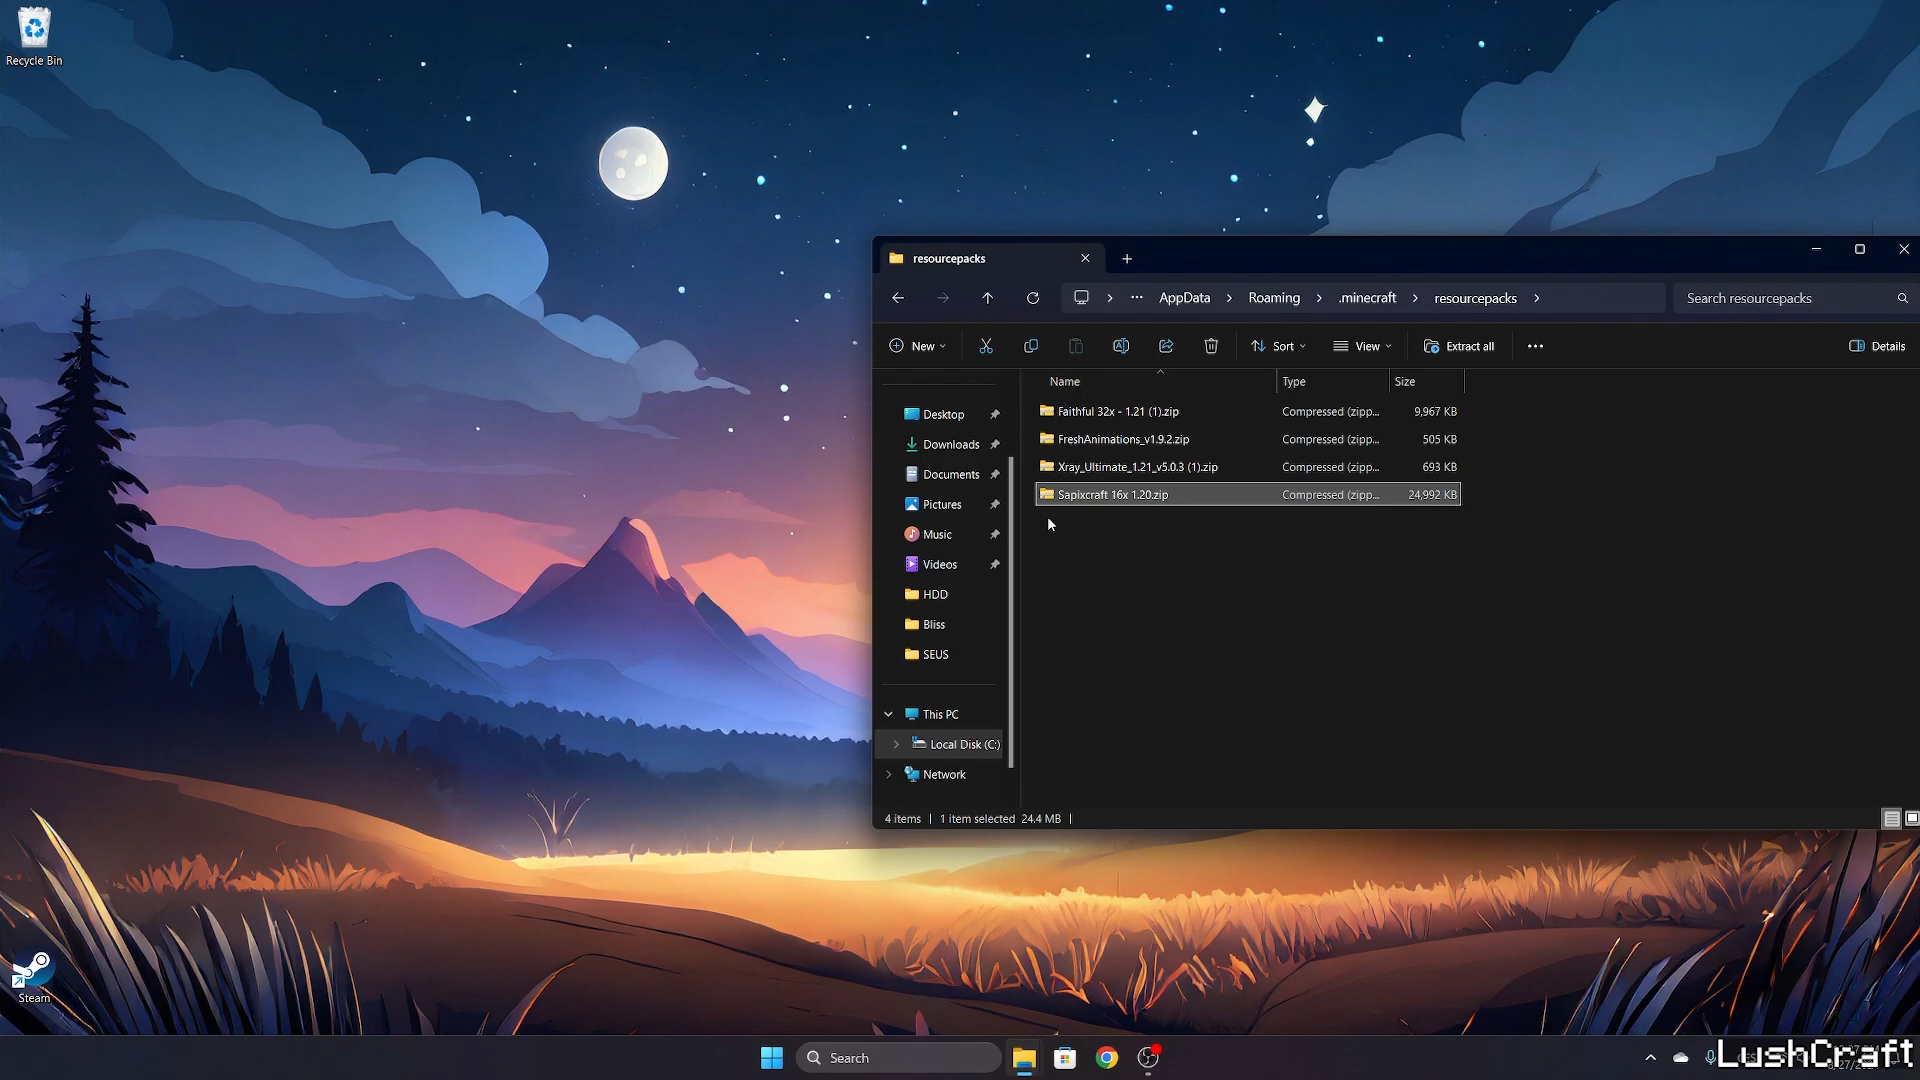 Recycle Bin
resourcepacks
AppData
Roaming
.minecraft
resourcepacks
Search resourcepacks
New
Sort
View
Extract all
Details
Name Type Size
Desktop
Downloads
Documents
Pictures
Music
Videos
HDD
Bliss
SEUS
This PC
Local Disk (C:)
Network
Faithful 32x - 1.21 (1).zip Compressed (zipp... 9,967 KB
FreshAnimations_v1.9.2.zip Compressed (zipp... 505 KB
Xray_Ultimate_1.21_v5.0.3 (1).zip Compressed (zipp... 693 KB
Sapixcraft 16x 1.20.zip Compressed (zipp... 24,992 KB
4 items 1 item selected 24.4 MB
Steam
Search
LushCraft